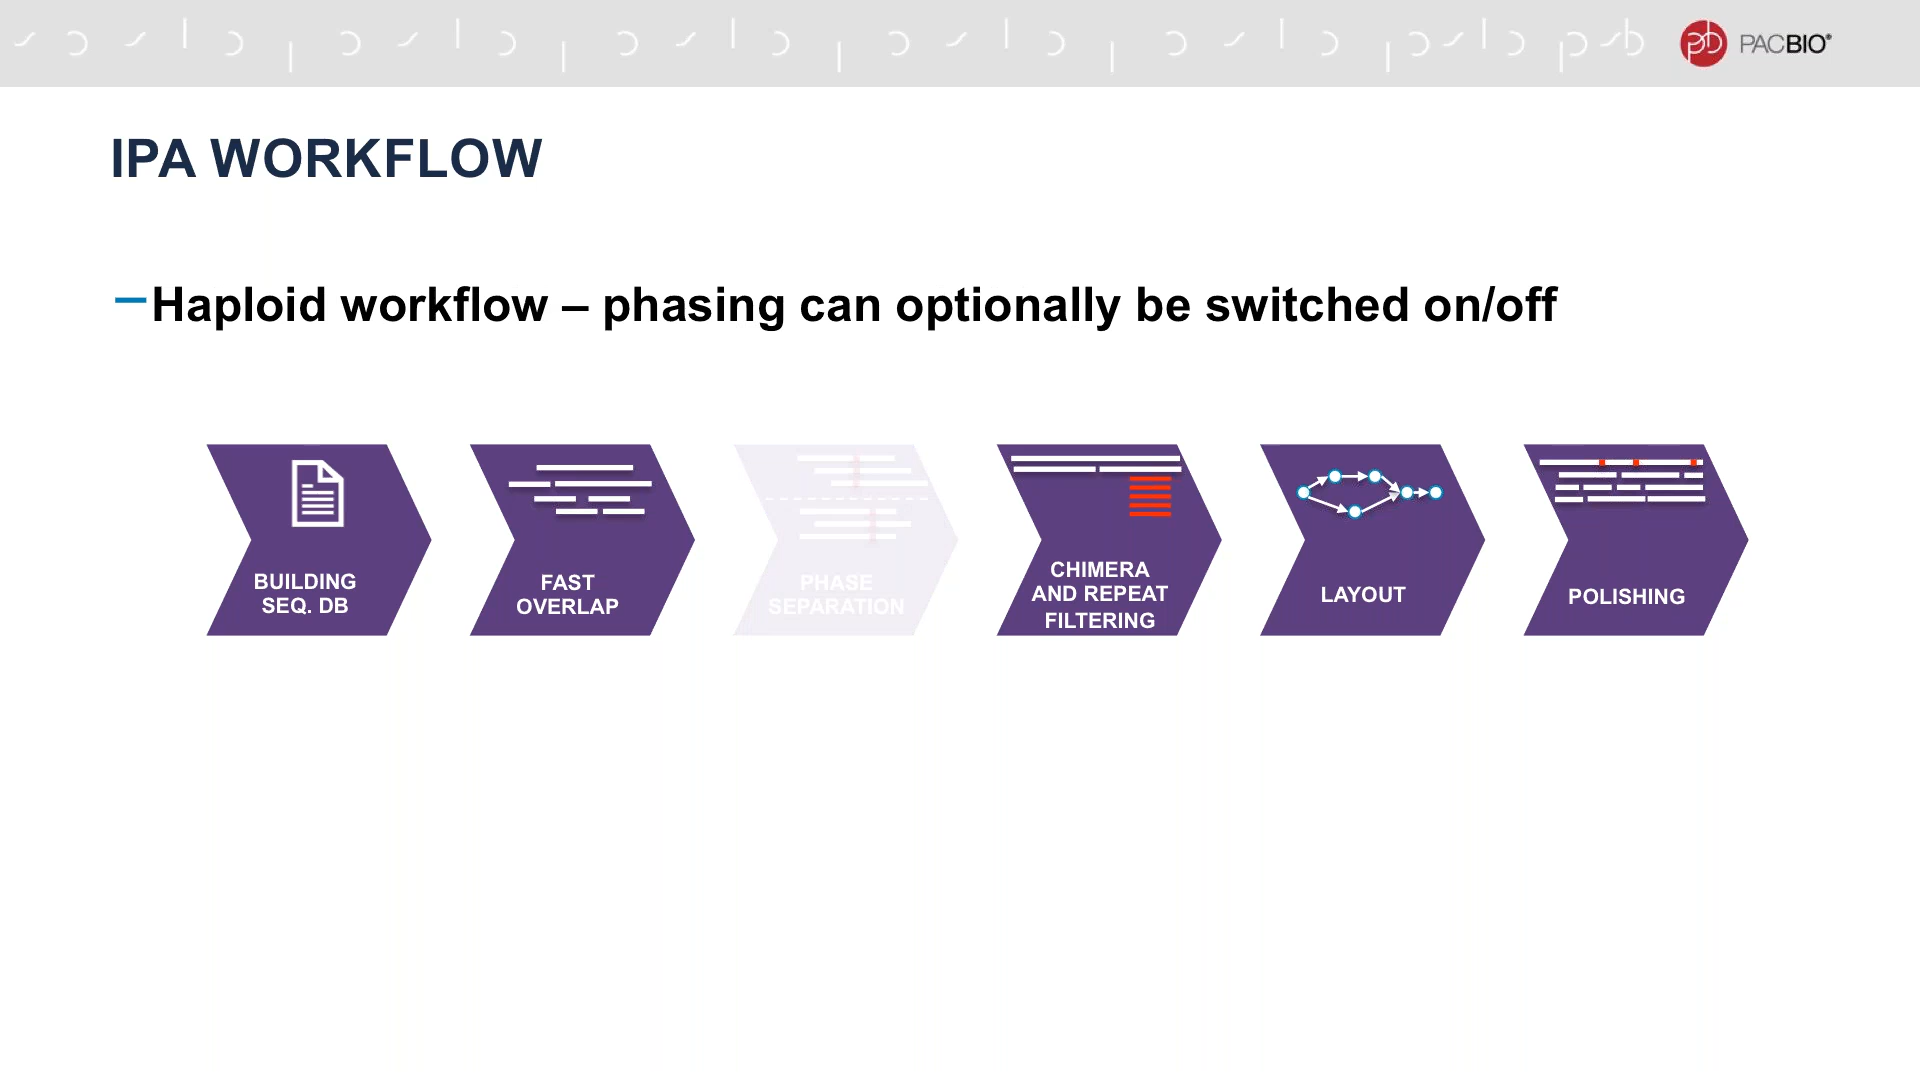 PACBIO®
IPA WORKFLOW
–Haploid workflow – phasing can optionally be switched on/off
BUILDING
SEQ. DB
FAST
OVERLAP
PHASE
SEPARATION
CHIMERA
AND REPEAT
FILTERING
LAYOUT
POLISHING